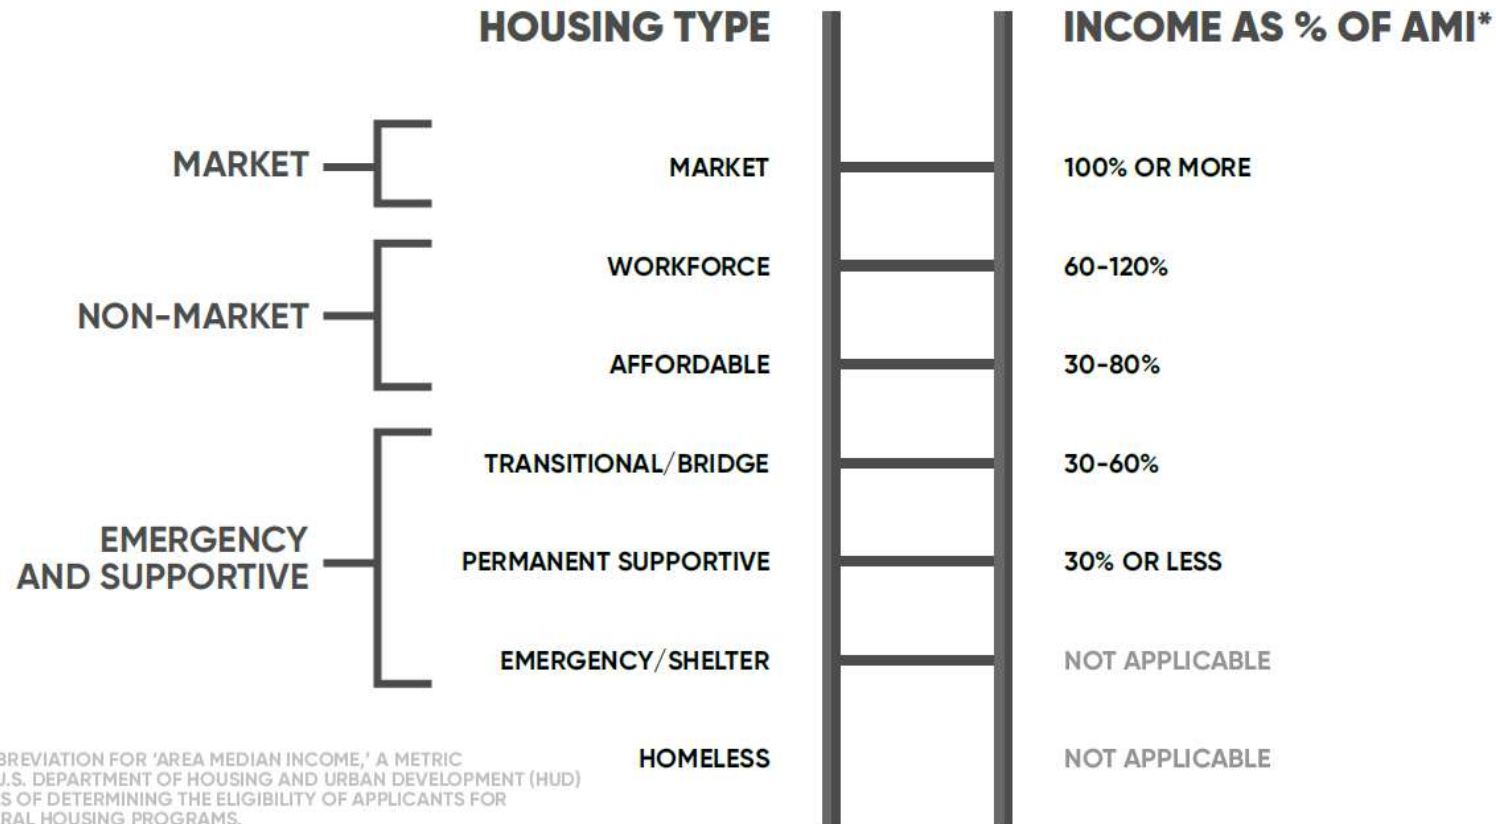 HOUSING TYPE
INCOME AS % OF AMI*
MARKET
MARKET
100% OR MORE
NON-MARKET
WORKFORCE
60-120%
AFFORDABLE
30-80%
EMERGENCY
AND SUPPORTIVE
TRANSITIONAL/BRIDGE
30-60%
PERMANENT SUPPORTIVE
30% OR LESS
EMERGENCY/SHELTER
NOT APPLICABLE
HOMELESS
NOT APPLICABLE
FOR 'AREA MEDIAN INCOME,' A METRIC
U.S. DEPARTMENT OF HOUSING AND URBAN DEVELOPMENT (HUD)
OF DETERMINING THE ELIGIBILITY OF APPLICANTS FOR
HOUSING PROGRAMS.